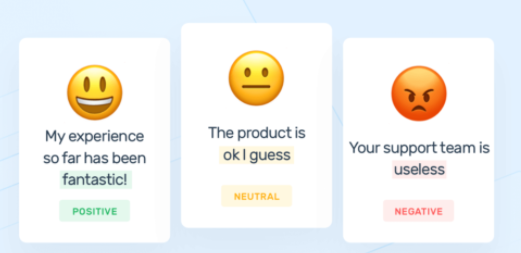 My experience
so far has been
fantastic!
POSITIVE
The product is
ok I guess
NEUTRAL
Your support team is
useless
NEGATIVE